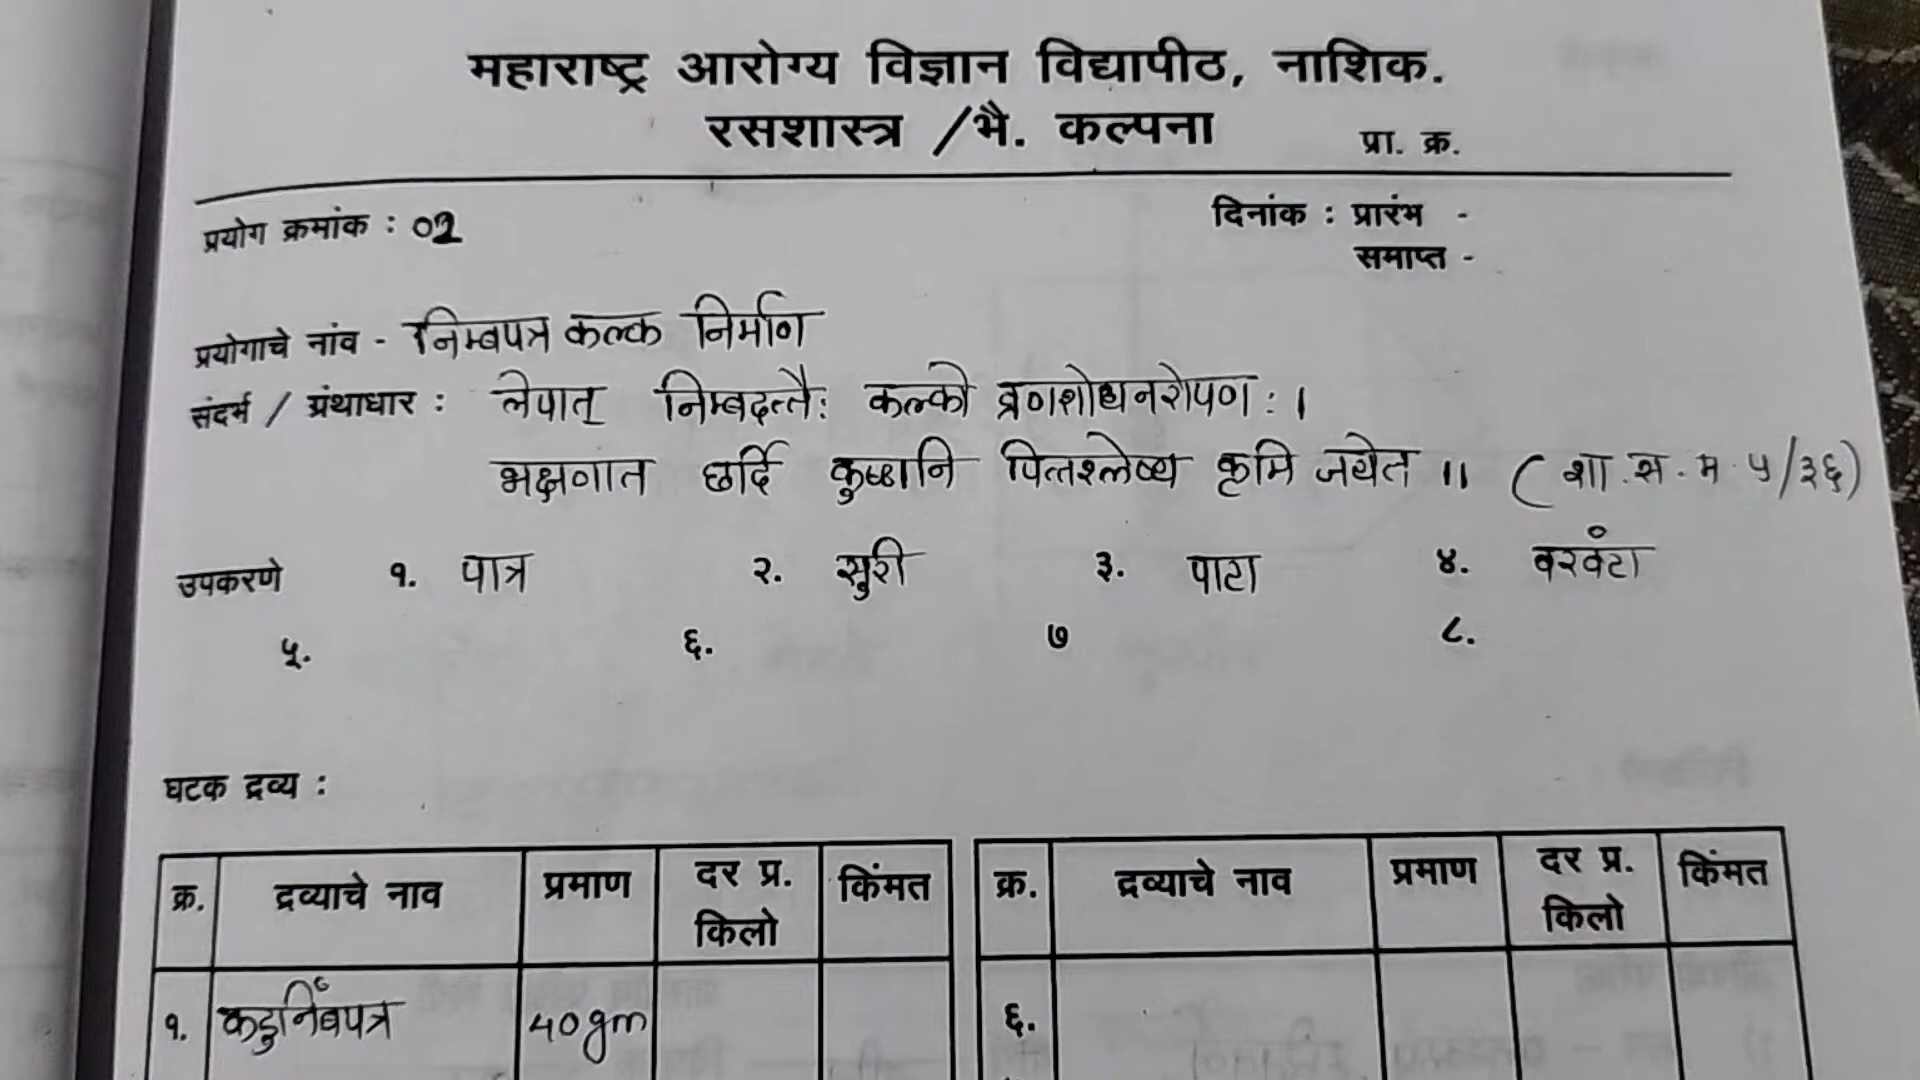 महाराष्ट्र आरोग्य विज्ञान विद्यापीठ, नाशिक.
रसशास्त्र /भै. कल्पना प्रा. क्र.
प्रयोग क्रमांक : 02 दिनांक : प्रारंभ -
समाप्त -
प्रयोगाचे नांव - निम्बपत्र कल्क निर्माण
संदर्म / ग्रंथाधार : लेपात् निम्बदत्तैः कल्को व्रणशोधनरोपण : ।
भक्षणात छर्दि कुष्ठानि पित्तश्लेष्य कृमि जयेत ॥ ( शा . स . म ५/३६)
उपकरणे १. पात्र २. सुरी ३. पाटा ४. वरवंटा
५. ६. ७ ८.
घटक द्रव्य :
क्र. द्रव्याचे नाव प्रमाण दर प्र. किलो किंमत क्र. द्रव्याचे नाव प्रमाण दर प्र. किलो किंमत
१. कडुनिंबपत्र 40gm ६.